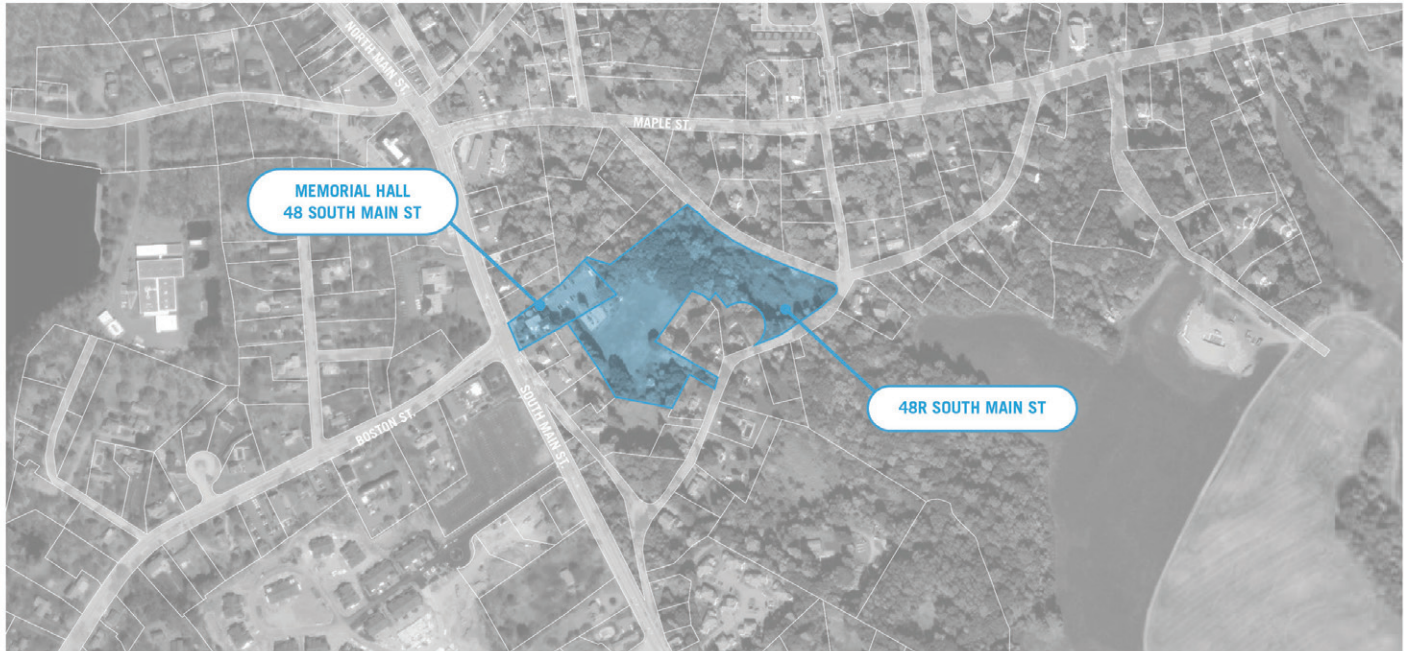 NORTH MAIN ST.
MAPLE ST.
MEMORIAL HALL
48 SOUTH MAIN ST
48R SOUTH MAIN ST
BOSTON ST.
SOUTH MAIN ST.